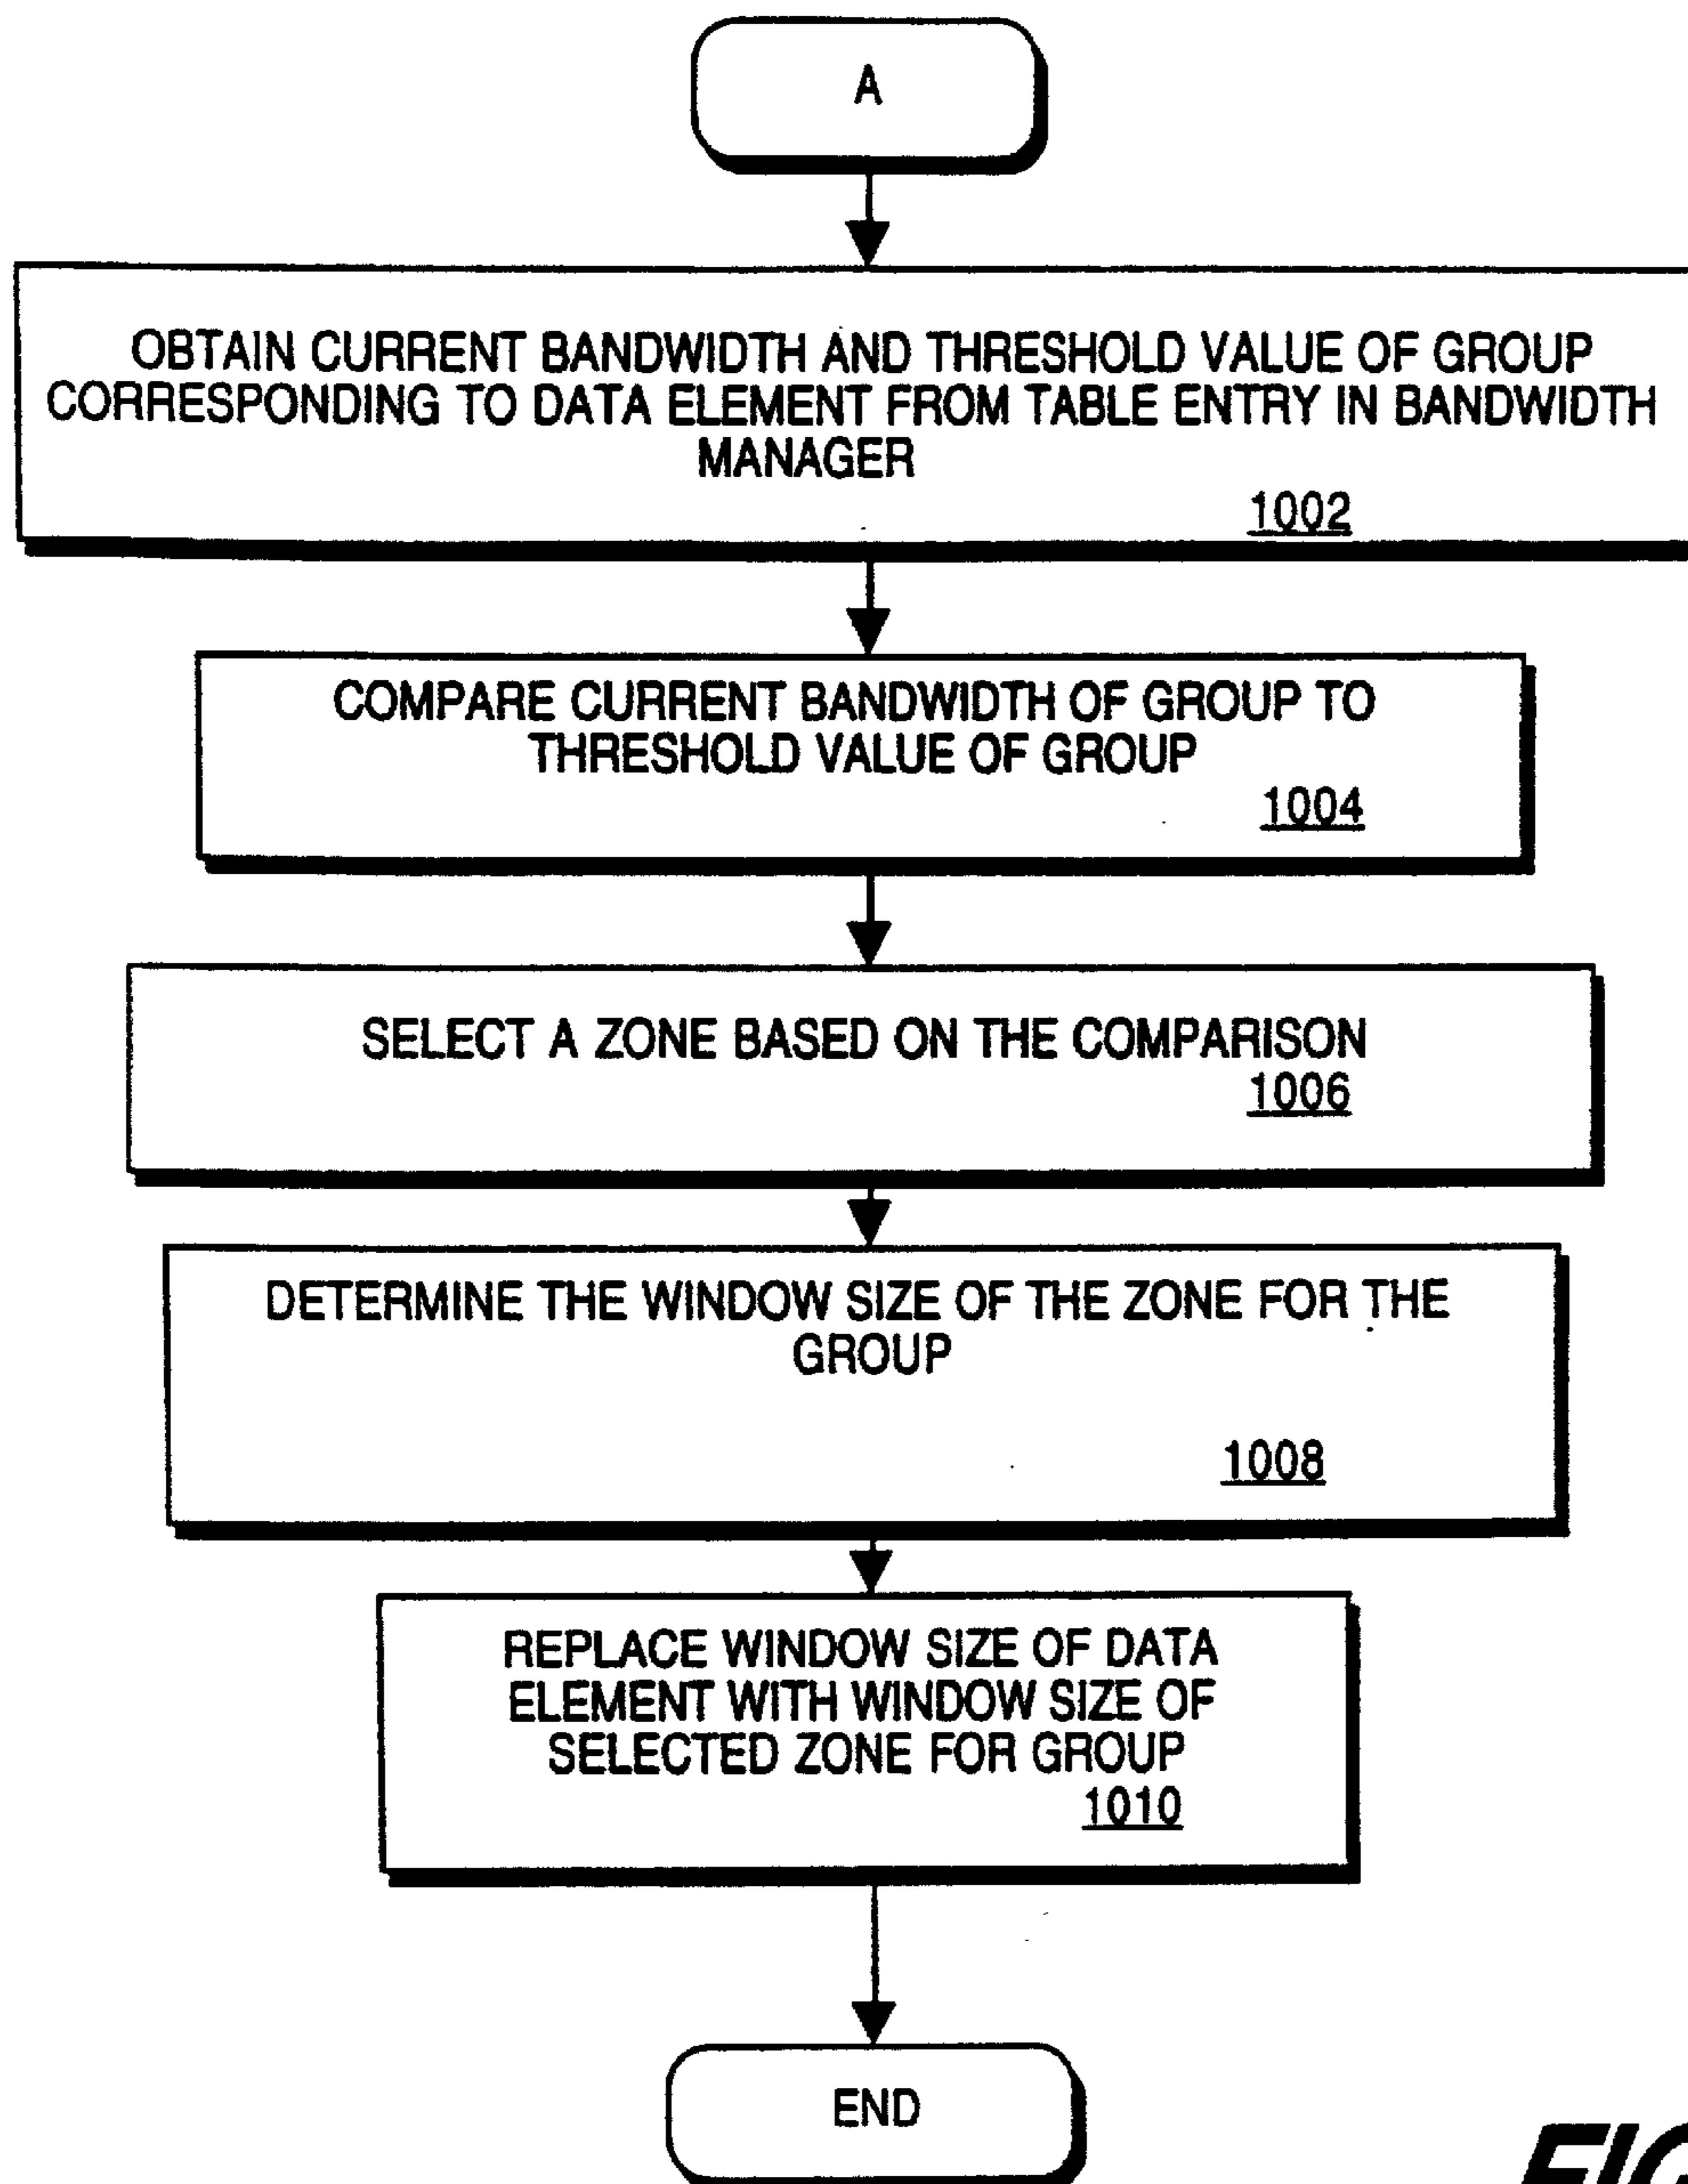 A
OBTAIN CURRENT BANDWIDTH AND THRESHOLD VALUE OF GROUP
CORRESPONDING TO DATA ELEMENT FROM TABLE ENTRY IN BANDWIDTH
MANAGER
1002
COMPARE CURRENT BANDWIDTH OF GROUP TO
THRESHOLD VALUE OF GROUP
1004
SELECT A ZONE BASED ON THE COMPARISON
1006
DETERMINE THE WINDOW SIZE OF THE ZONE FOR THE
GROUP
1008
REPLACE WINDOW SIZE OF DATA
ELEMENT WITH WINDOW SIZE OF
SELECTED ZONE FOR GROUP
1010
END